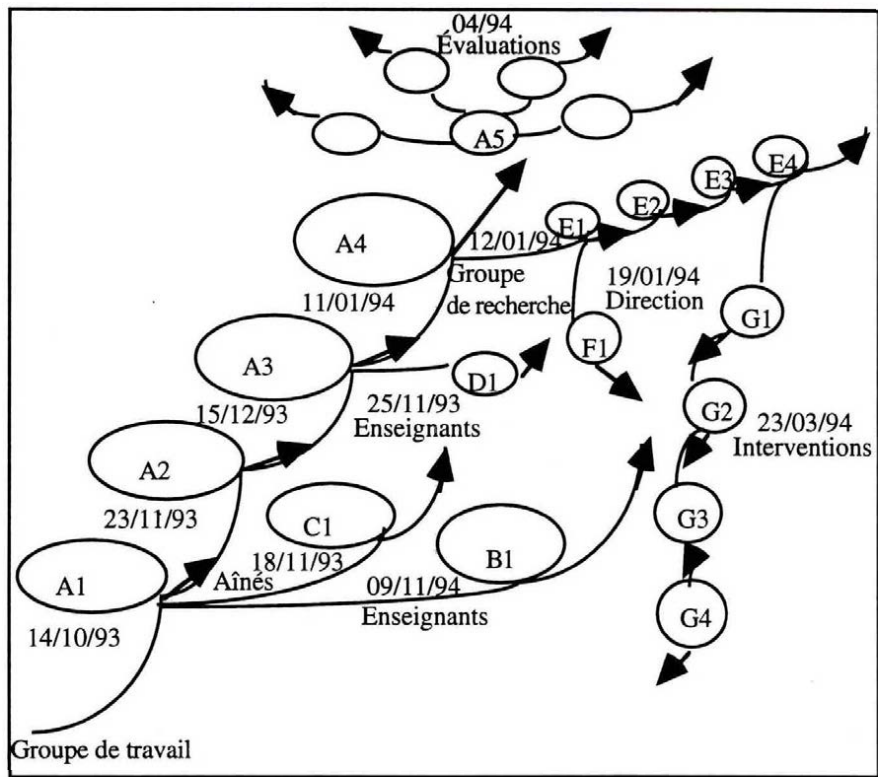 04/94
Évaluations
A5
E4
E3
E2
E1
A4
12/01/94
Groupe
de recherche
19/01/94
Direction
11/01/94
G1
F1
A3
D1
15/12/93
25/11/93
Enseignants
G2
23/03/94
Interventions
A2
23/11/93
C1
G3
B1
18/11/93
A1
Aînés
09/11/94
Enseignants
G4
14/10/93
Groupe de travail